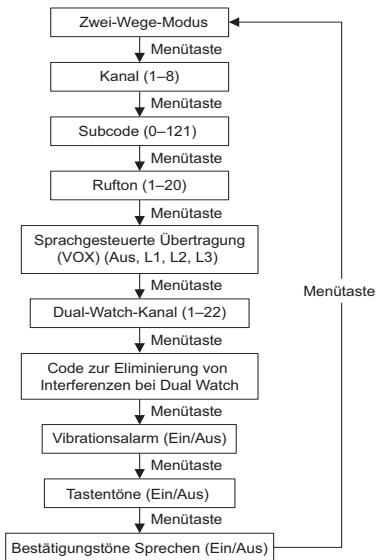 Zwei-Wege-Modus
Menütaste
Kanal (1–8)
Menütaste
Subcode (0–121)
Menütaste
Rufton (1–20)
Menütaste
Sprachgesteuerte Übertragung
(VOX) (Aus, L1, L2, L3)
Menütaste
Menütaste
Dual-Watch-Kanal (1–22)
Menütaste
Code zur Eliminierung von
Interferenzen bei Dual Watch
Menütaste
Vibrationsalarm (Ein/Aus)
Menütaste
Tastentöne (Ein/Aus)
Menütaste
Bestätigungstöne Sprechen (Ein/Aus)